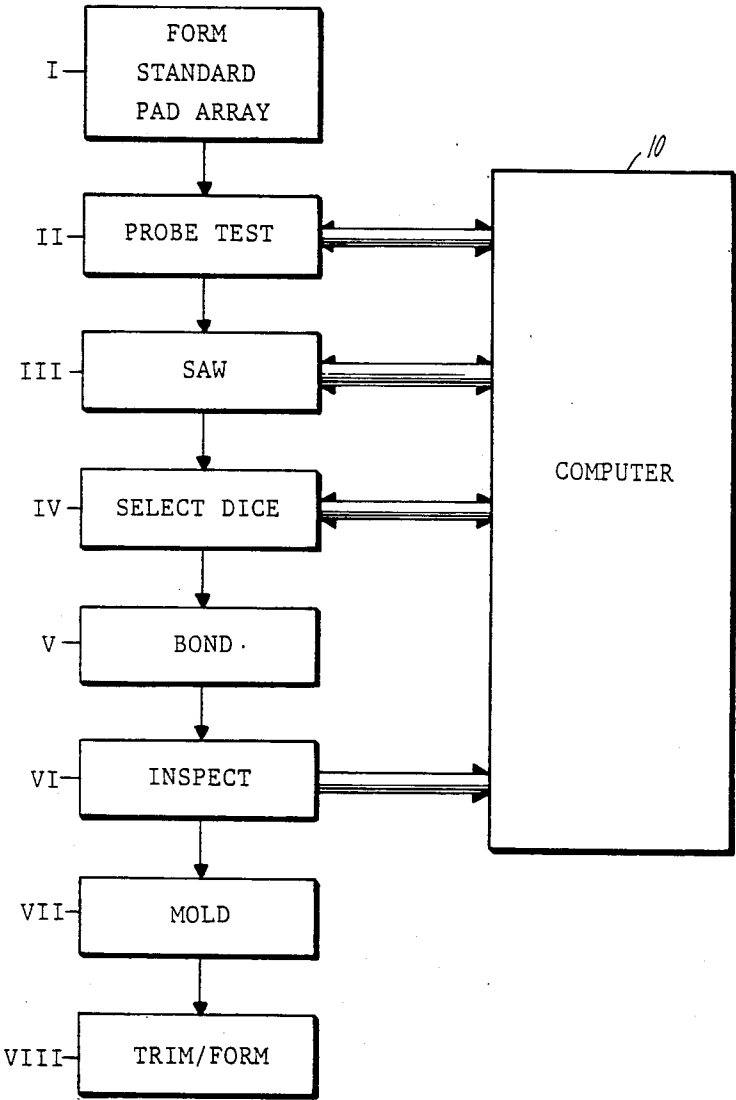 FORM
I
STANDARD
PAD ARRAY
10
II
PROBE TEST
III
SAW
COMPUTER
IV
SELECT DICE
V
BOND
VI
INSPECT
VII
MOLD
VIII
TRIM/FORM